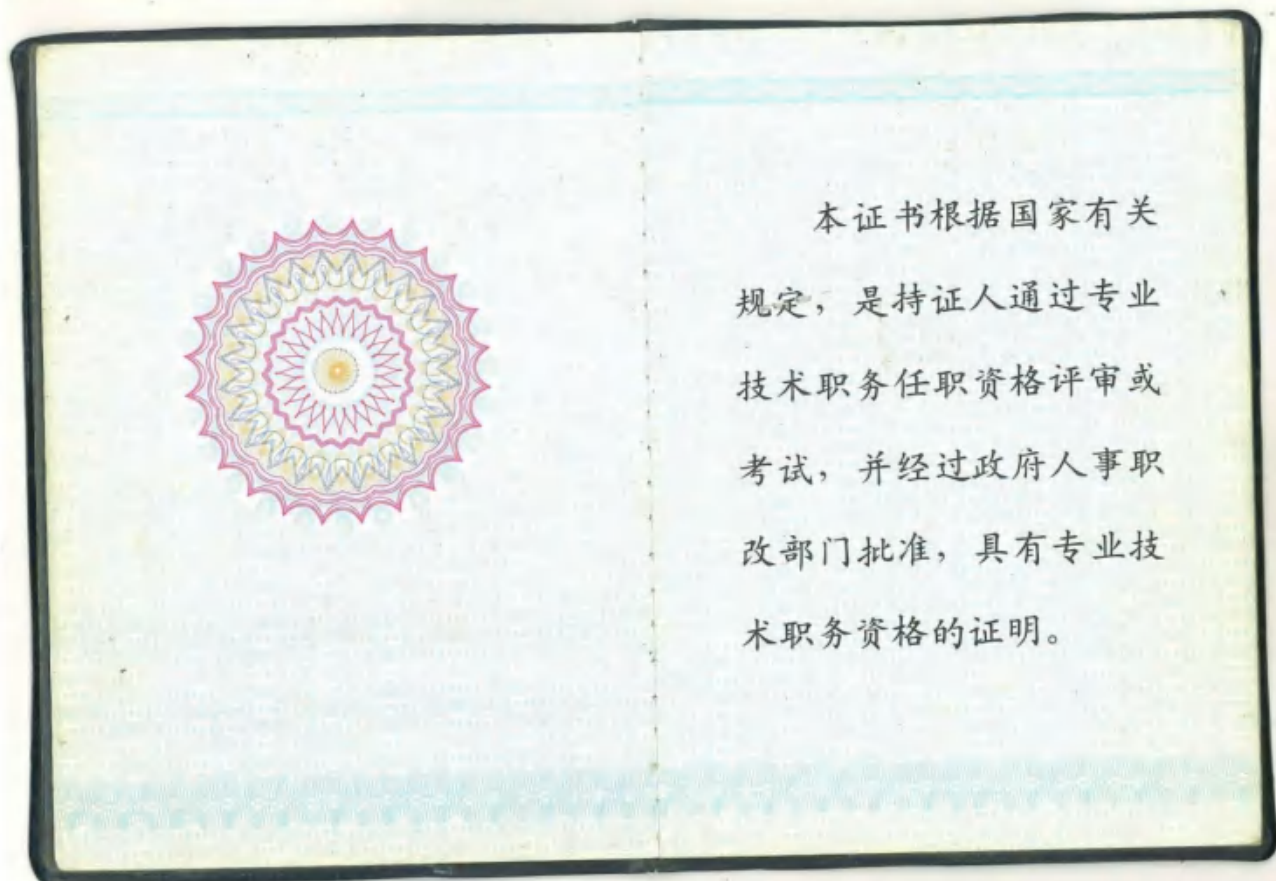 本证书根据国家有关
规定，是持证人通过专业
技术职务任职资格评审或
考试，并经过政府人事职
改部门批准，具有专业技
术职务资格的证明。